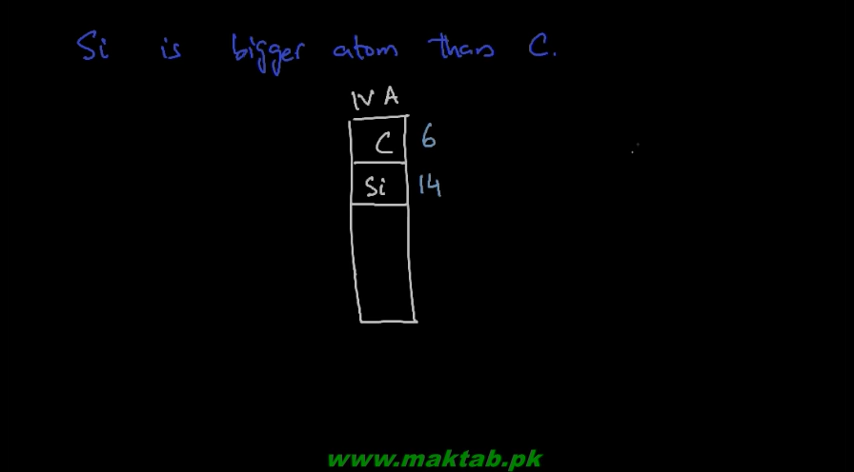 Si is bigger atom than C.
IV A
C 6
Si 14
www.maktab.pk